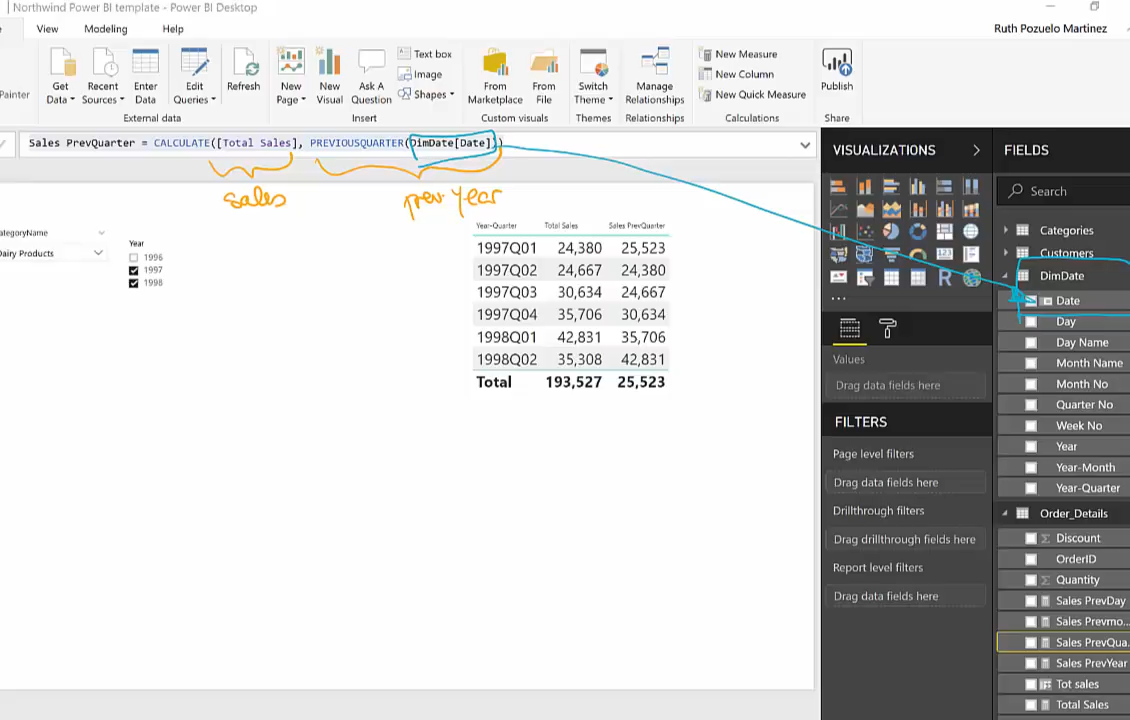 Northwind Power BI template - Power BI Desktop
View Modeling Help Ruth Pozuelo Martinez
Painter
Get Data
Recent Sources
Enter Data
Edit Queries
Refresh
New Page
New Visual
Ask A Question
Text box
Image
Shapes
From Marketplace
From File
Switch Theme
Manage Relationships
New Measure
New Column
New Quick Measure
Publish
External data Insert Custom visuals Themes Relationships Calculations Share
Sales PrevQuarter = CALCULATE([Total Sales], PREVIOUSQUARTER(DimDate[Date]))
sales prev year
ategoryName
Dairy Products
Year
1996
1997
1998
Year-Quarter Total Sales Sales PrevQuarter
1997Q01 24,380 25,523
1997Q02 24,667 24,380
1997Q03 30,634 24,667
1997Q04 35,706 30,634
1998Q01 42,831 35,706
1998Q02 35,308 42,831
Total 193,527 25,523
VISUALIZATIONS
R
Values
Drag data fields here
FILTERS
Page level filters
Drag data fields here
Drillthrough filters
Drag drillthrough fields here
Report level filters
Drag data fields here
FIELDS
Search
Categories
Customers
DimDate
Date
Day
Day Name
Month Name
Month No
Quarter No
Week No
Year
Year-Month
Year-Quarter
Order_Details
Discount
OrderID
Quantity
Sales PrevDay
Sales Prevmo...
Sales PrevQua...
Sales PrevYear
Tot sales
Total Sales